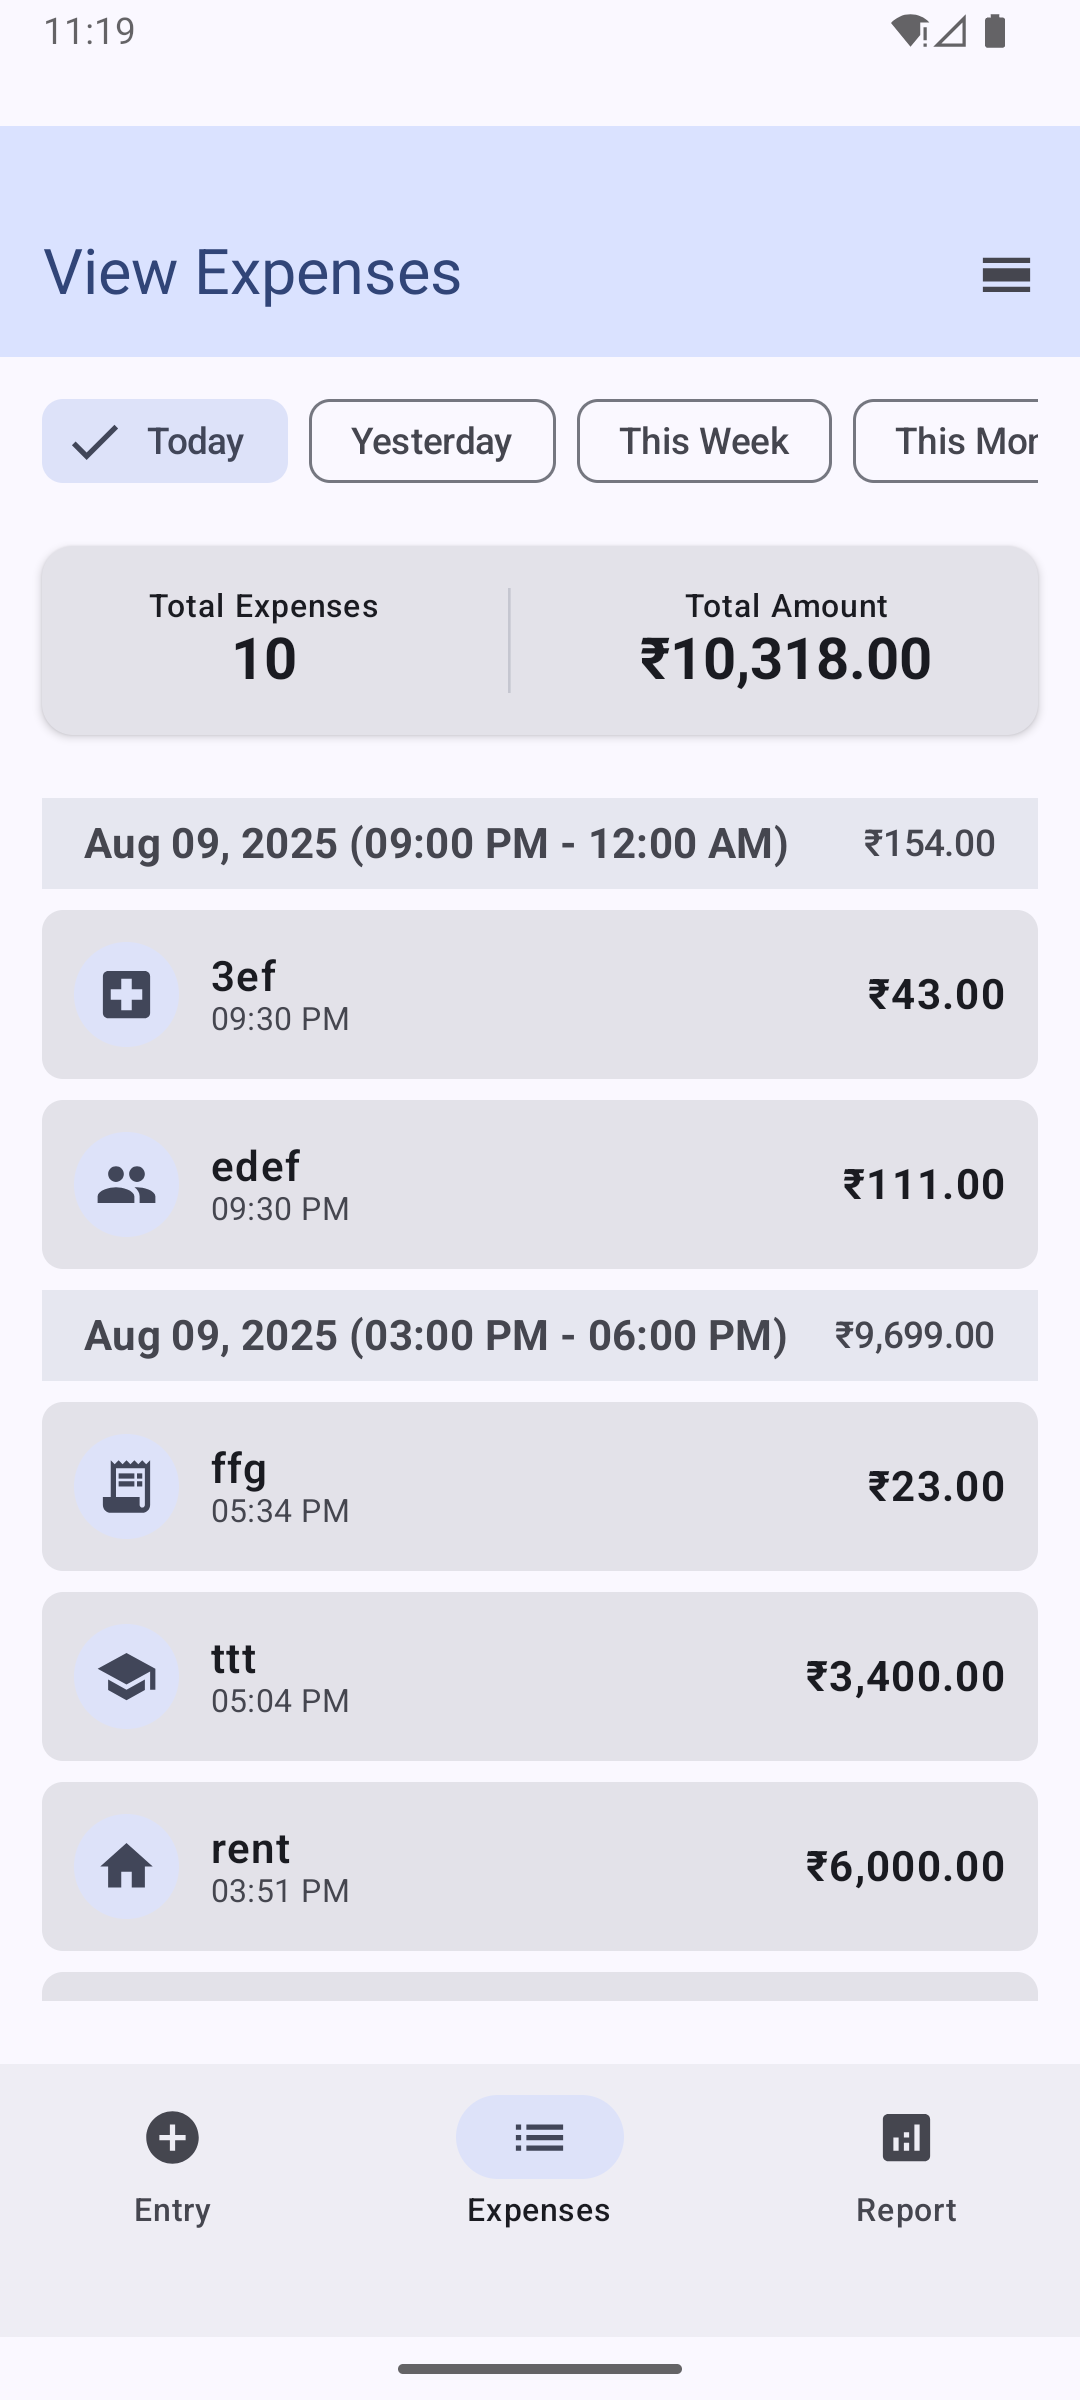 11:19
View Expenses
Today Yesterday This Week This Mor
Total Expenses Total Amount
10 ₹10,318.00
Aug 09, 2025 (09:00 PM - 12:00 AM) ₹154.00
3ef
09:30 PM
₹43.00
edef
09:30 PM
₹111.00
Aug 09, 2025 (03:00 PM - 06:00 PM) ₹9,699.00
ffg
05:34 PM
₹23.00
ttt
05:04 PM
₹3,400.00
rent
03:51 PM
₹6,000.00
Entry Expenses Report